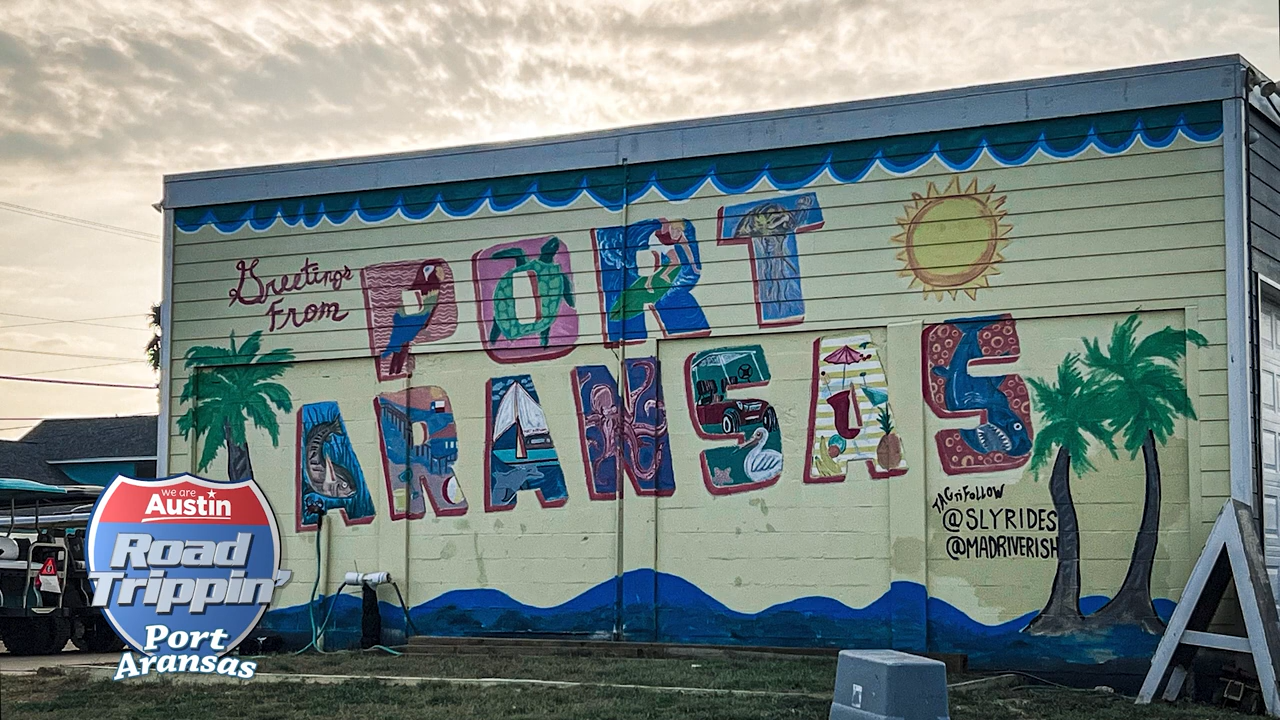 Greetings
From
PORT
ARANSAS
TAG n FOLLOW
@SLYRIDES
@MADRIVERISH
we are
Austin
Road
Trippin'
Port
Aransas